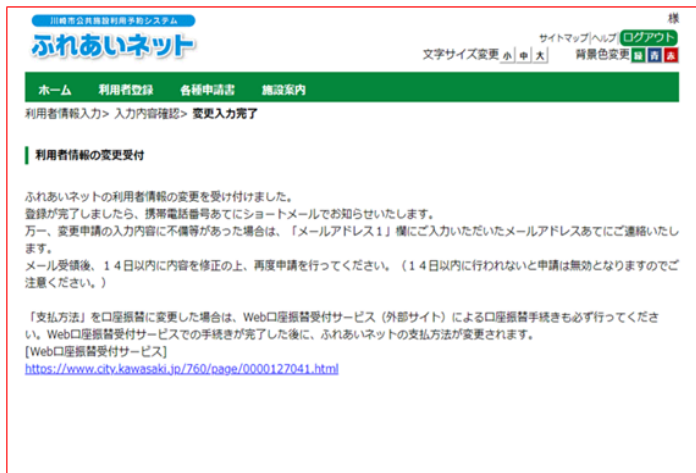 川崎市公共施設利用予約システム
様
ふれあいネット
サイトマップ|ヘルプ|ログアウト
文字サイズ変更 小 中 大 背景色変更 緑 青 赤
ホーム 利用者登録 各種申請書 施設案内
利用者情報入力> 入力内容確認> 変更入力完了
利用者情報の変更受付
ふれあいネットの利用者情報の変更を受け付けました。
登録が完了しましたら、携帯電話番号あてにショートメールでお知らせいたします。
万一、変更申請の入力内容に不備等があった場合は、「メールアドレス１」欄にご入力いただいたメールアドレスあてにご連絡いたし
ます。
メール受領後、１４日以内に内容を修正の上、再度申請を行ってください。（１４日以内に行われないと申請は無効となりますのでご
注意ください。）
「支払方法」を口座振替に変更した場合は、Web口座振替受付サービス（外部サイト）による口座振替手続きも必ず行ってくださ
い。Web口座振替受付サービスでの手続きが完了した後に、ふれあいネットの支払方法が変更されます。
[Web口座振替受付サービス]
https://www.city.kawasaki.jp/760/page/0000127041.html